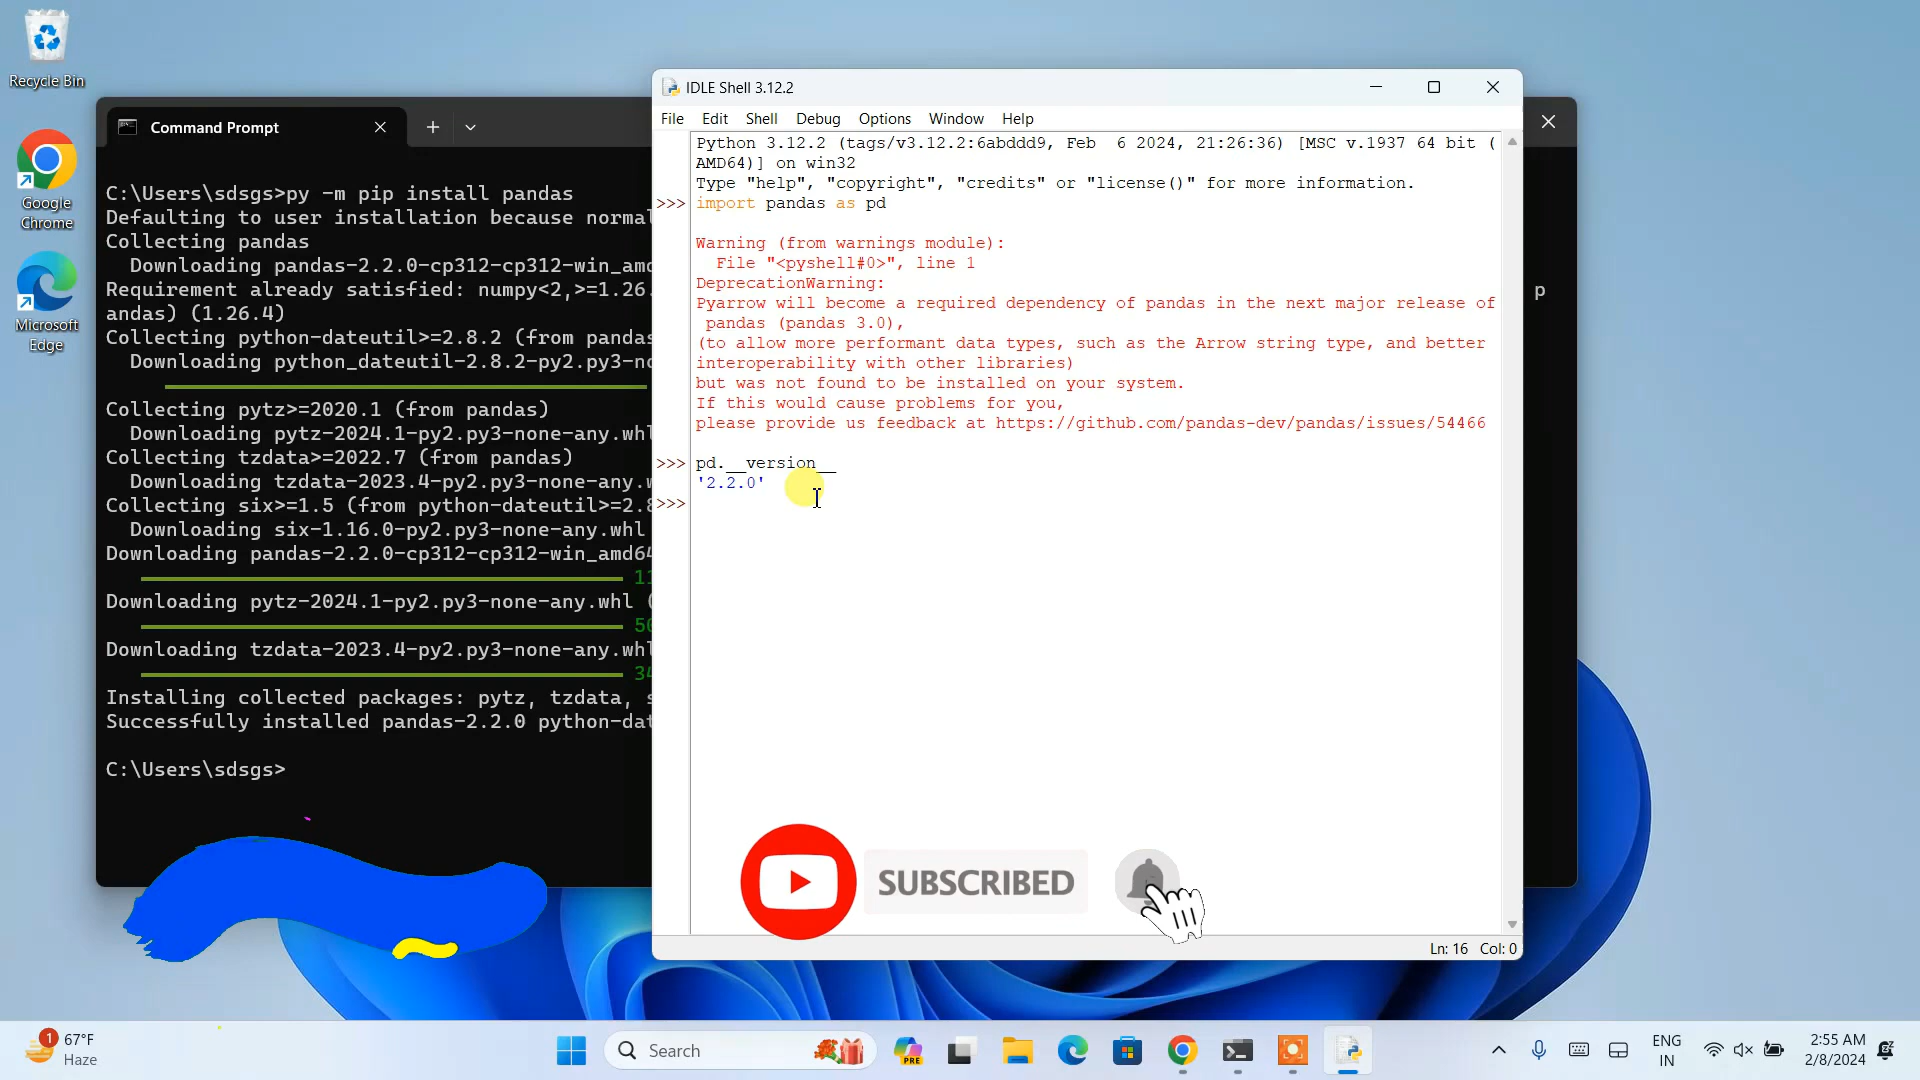 Recycle Bin
Google
Chrome
Microsoft
Edge
Command Prompt
C:\Users\sdsgs>py -m pip install pandas
Defaulting to user installation because normal
Collecting pandas
Downloading pandas-2.2.0-cp312-cp312-win_amd
Requirement already satisfied: numpy<2,>=1.26.
andas) (1.26.4)
Collecting python-dateutil>=2.8.2 (from pandas
Downloading python_dateutil-2.8.2-py2.py3-no
Collecting pytz>=2020.1 (from pandas)
Downloading pytz-2024.1-py2.py3-none-any.whl
Collecting tzdata>=2022.7 (from pandas)
Downloading tzdata-2023.4-py2.py3-none-any.w
Collecting six>=1.5 (from python-dateutil>=2.8
Downloading six-1.16.0-py2.py3-none-any.whl
Downloading pandas-2.2.0-cp312-cp312-win_amd64
11
Downloading pytz-2024.1-py2.py3-none-any.whl (
50
Downloading tzdata-2023.4-py2.py3-none-any.whl
34
Installing collected packages: pytz, tzdata, s
Successfully installed pandas-2.2.0 python-dat
C:\Users\sdsgs>
p
IDLE Shell 3.12.2
File Edit Shell Debug Options Window Help
Python 3.12.2 (tags/v3.12.2:6abddd9, Feb  6 2024, 21:26:36) [MSC v.1937 64 bit (
AMD64)] on win32
Type "help", "copyright", "credits" or "license()" for more information.
>>> import pandas as pd
Warning (from warnings module):
File "<pyshell#0>", line 1
DeprecationWarning:
Pyarrow will become a required dependency of pandas in the next major release of
pandas (pandas 3.0),
(to allow more performant data types, such as the Arrow string type, and better
interoperability with other libraries)
but was not found to be installed on your system.
If this would cause problems for you,
please provide us feedback at https://github.com/pandas-dev/pandas/issues/54466
>>> pd.__version__
'2.2.0'
>>>
SUBSCRIBED
Ln: 16 Col: 0
1
67°F
Haze
Search
PRE
ENG
IN
2:55 AM
2/8/2024